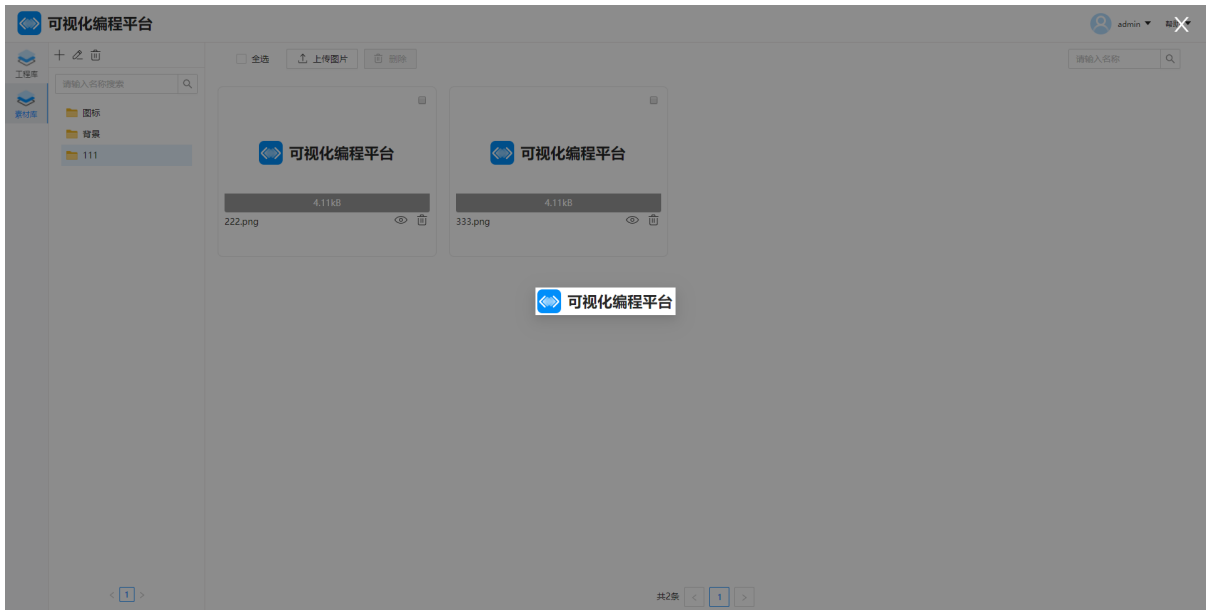 可视化编程平台
admin
帮助
工程库
素材库
请输入名称搜索
图标
背景
111
1
全选
上传图片
删除
请输入名称
可视化编程平台
4.11kB
222.png
可视化编程平台
4.11kB
333.png
可视化编程平台
共2条
1